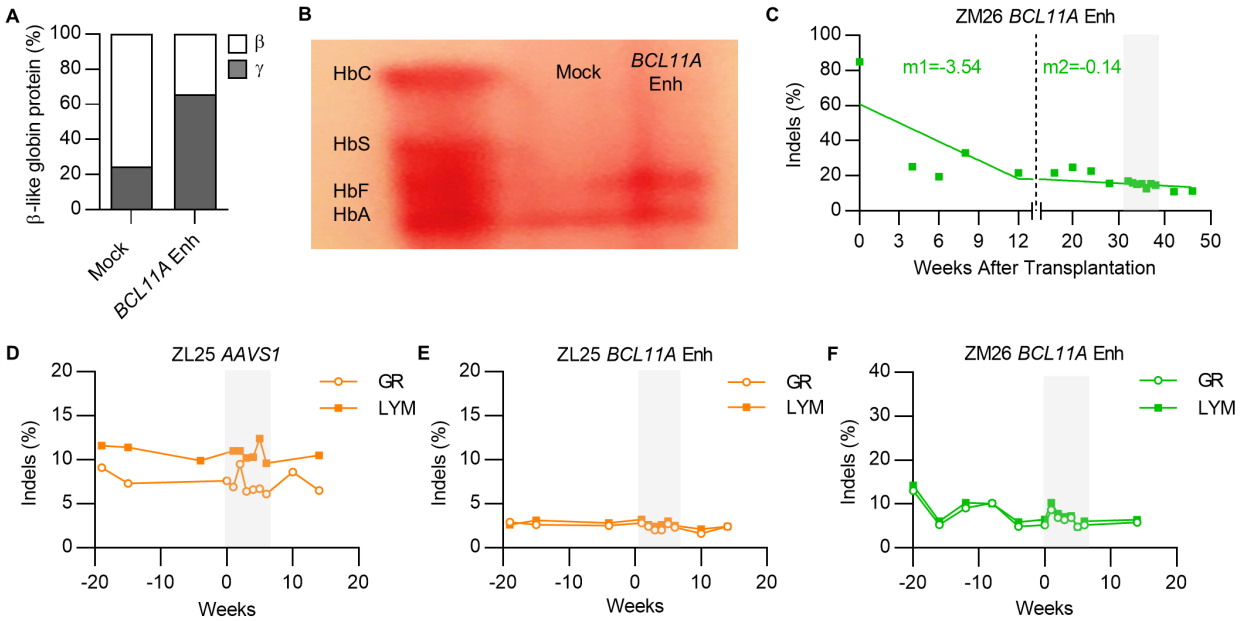 A
β-like globin protein (%)
100
80
60
40
20
0
β
γ
Mock
BCL11A Enh
B
HbC
HbS
HbF
HbA
Mock
BCL11A
Enh
C
ZM26 BCL11A Enh
Indels (%)
100
80
60
40
20
0
m1=-3.54
m2=-0.14
0 3 6 9 12 20 30 40 50
Weeks After Transplantation
D
ZL25 AAVS1
Indels (%)
20
15
10
5
0
GR
LYM
-20 -10 0 10 20
Weeks
E
ZL25 BCL11A Enh
Indels (%)
20
15
10
5
0
GR
LYM
-20 -10 0 10 20
Weeks
F
ZM26 BCL11A Enh
Indels (%)
40
30
20
10
0
GR
LYM
-20 -10 0 10 20
Weeks